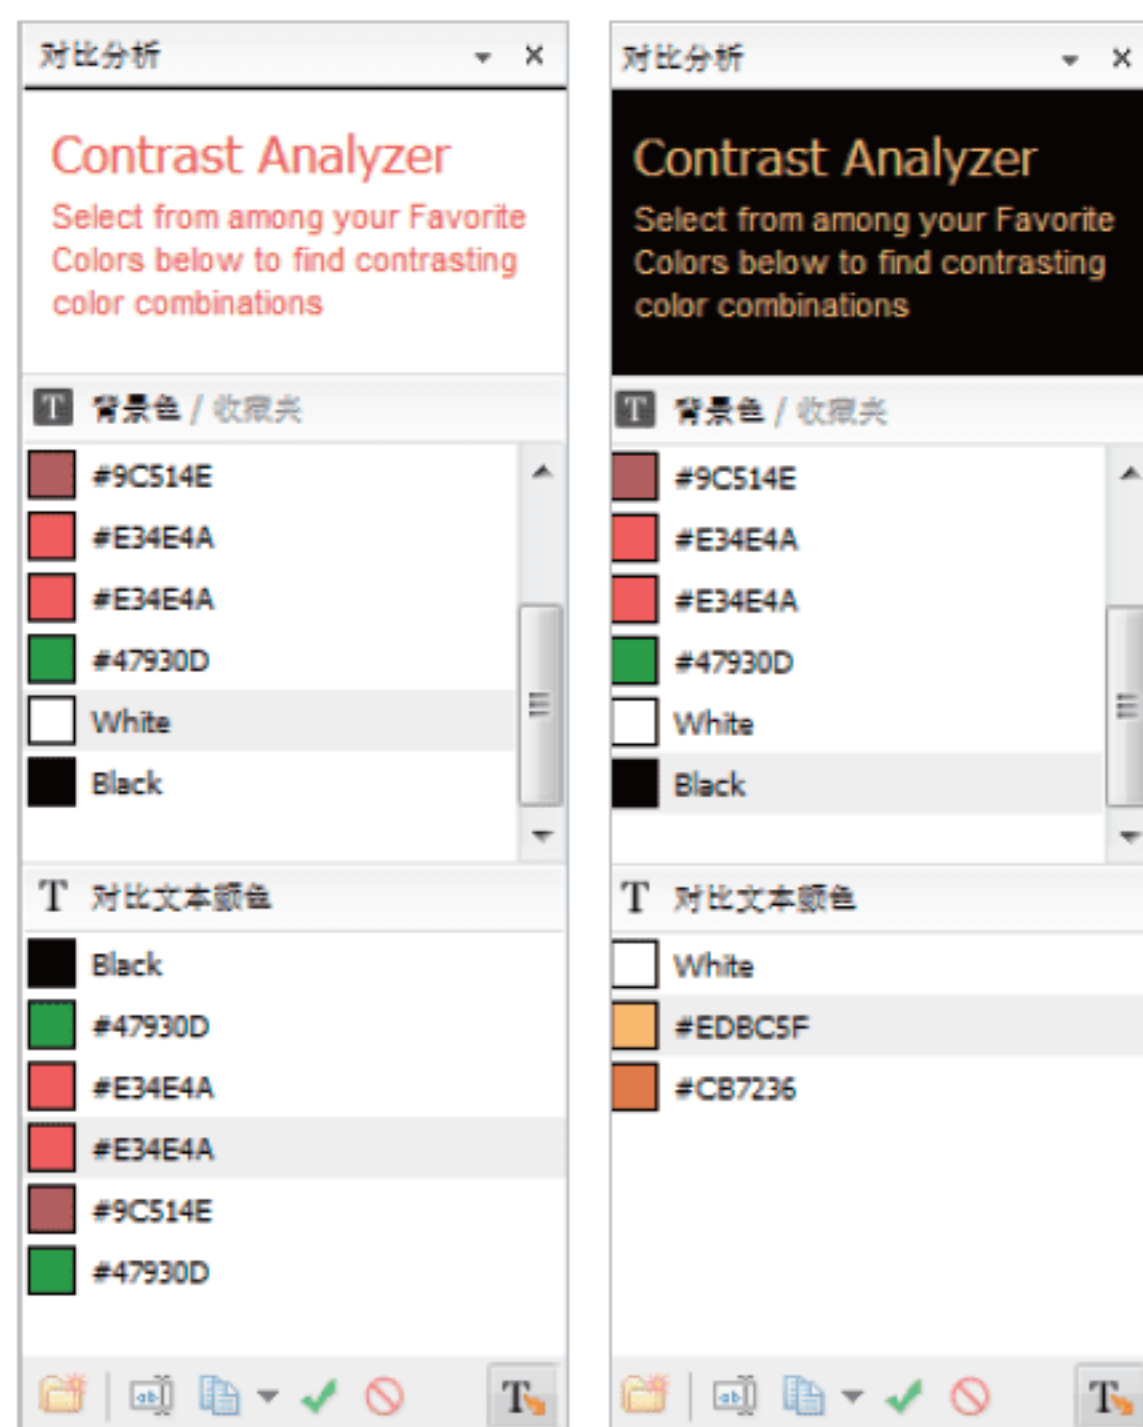 对比分析
Contrast Analyzer
Select from among your Favorite
Colors below to find contrasting
color combinations
T 背景色 / 收藏夹
#9C514E
#E34E4A
#E34E4A
#47930D
White
Black
T 对比文本颜色
Black
#47930D
#E34E4A
#E34E4A
#9C514E
#47930D
ab
T
对比分析
Contrast Analyzer
Select from among your Favorite
Colors below to find contrasting
color combinations
T 背景色 / 收藏夹
#9C514E
#E34E4A
#E34E4A
#47930D
White
Black
T 对比文本颜色
White
#EDBC5F
#CB7236
ab
T